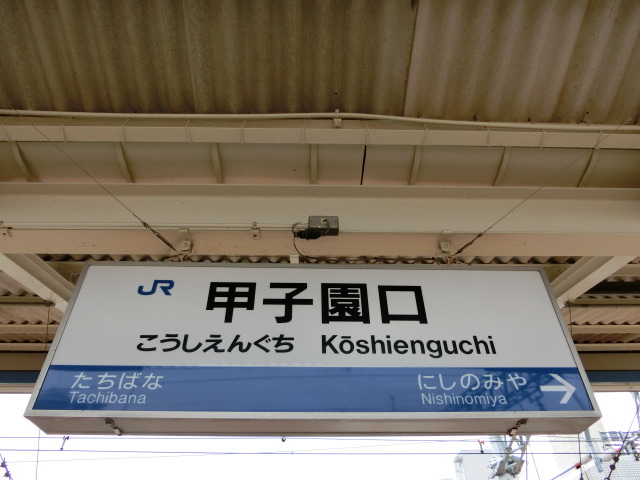 JR
甲子園口
こうしえんぐち Kōshienguchi
たちばな にしのみや →
Tachibana Nishinomiya